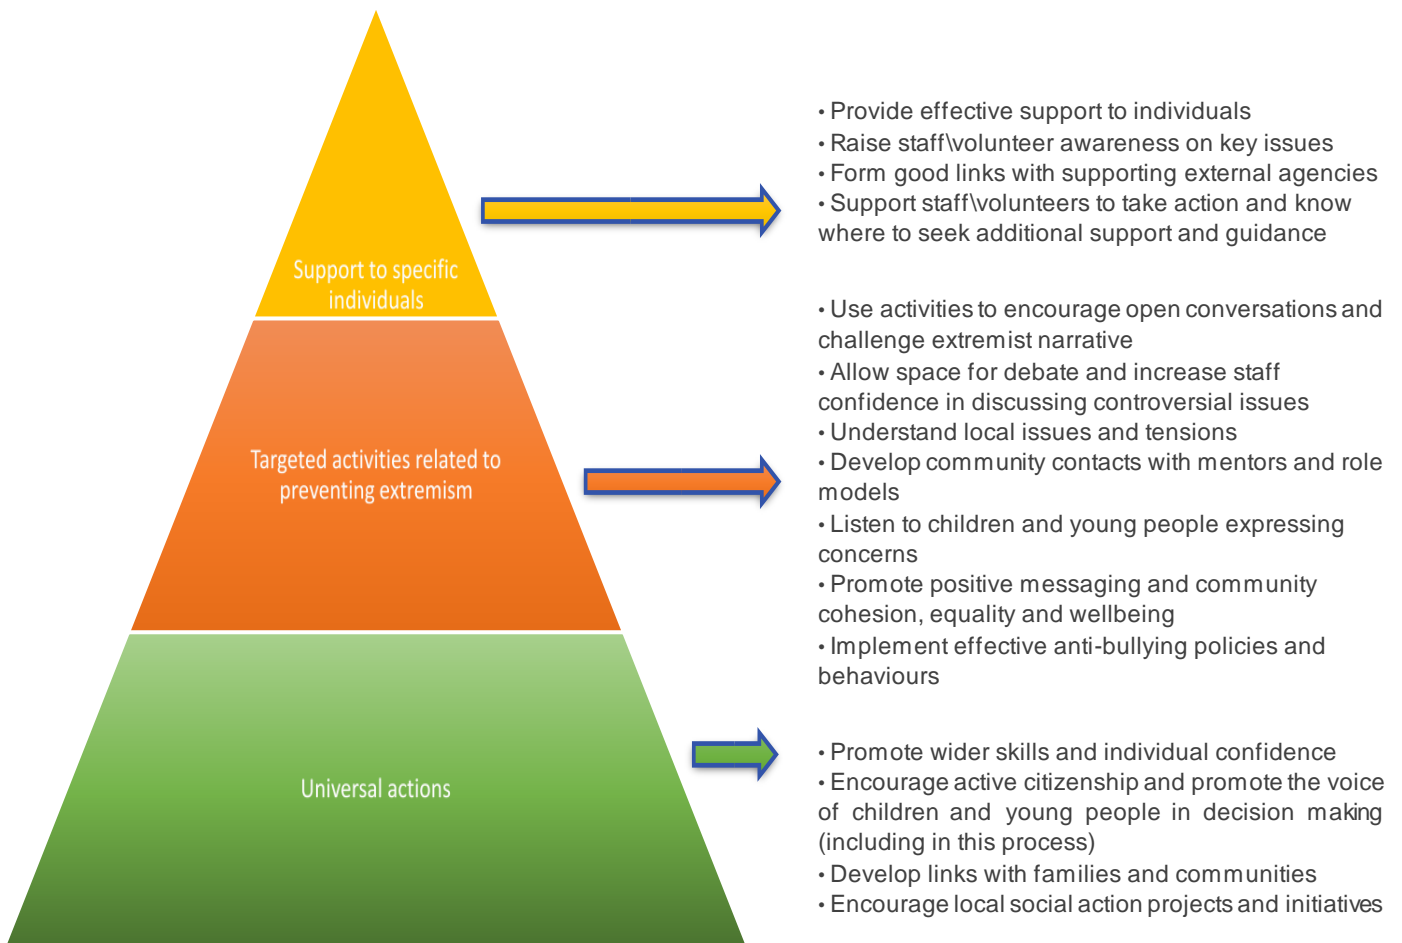 • Provide effective support to individuals
• Raise staff\volunteer awareness on key issues
• Form good links with supporting external agencies
• Support staff\volunteers to take action and know
where to seek additional support and guidance
Support to specific
individuals
• Use activities to encourage open conversations and
challenge extremist narrative
• Allow space for debate and increase staff
confidence in discussing controversial issues
• Understand local issues and tensions
• Develop community contacts with mentors and role
models
• Listen to children and young people expressing
concerns
• Promote positive messaging and community
cohesion, equality and wellbeing
• Implement effective anti-bullying policies and
behaviours
Targeted activities related to
preventing extremism
• Promote wider skills and individual confidence
• Encourage active citizenship and promote the voice
of children and young people in decision making
(including in this process)
• Develop links with families and communities
• Encourage local social action projects and initiatives
Universal actions